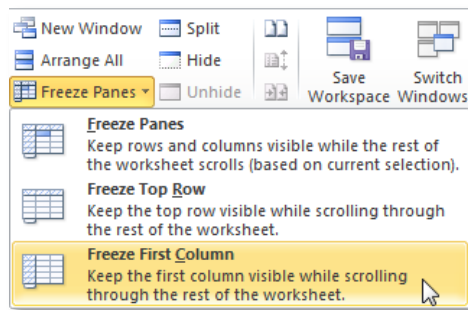 New Window Split
Arrange All Hide
Freeze Panes Unhide
Save Workspace
Switch Windows
Freeze Panes
Keep rows and columns visible while the rest of
the worksheet scrolls (based on current selection).
Freeze Top Row
Keep the top row visible while scrolling through
the rest of the worksheet.
Freeze First Column
Keep the first column visible while scrolling
through the rest of the worksheet.